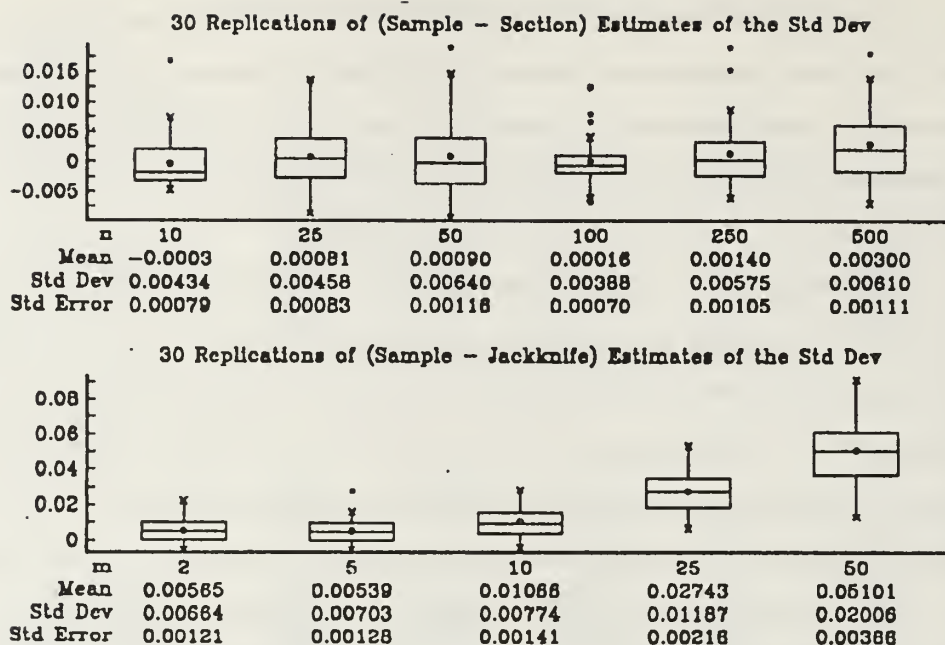 30 Replications of (Sample – Section) Estimates of the Std Dev
0.015
0.010
0.005
0
-0.005
n 10 25 50 100 250 500
Mean -0.0003 0.00081 0.00090 0.00016 0.00140 0.00300
Std Dev 0.00434 0.00458 0.00640 0.00388 0.00575 0.00610
Std Error 0.00079 0.00083 0.00116 0.00070 0.00105 0.00111
30 Replications of (Sample – Jackknife) Estimates of the Std Dev
0.08
0.06
0.04
0.02
0
m 2 5 10 25 50
Mean 0.00565 0.00539 0.01066 0.02743 0.05101
Std Dev 0.00664 0.00703 0.00774 0.01187 0.02006
Std Error 0.00121 0.00128 0.00141 0.00216 0.00366